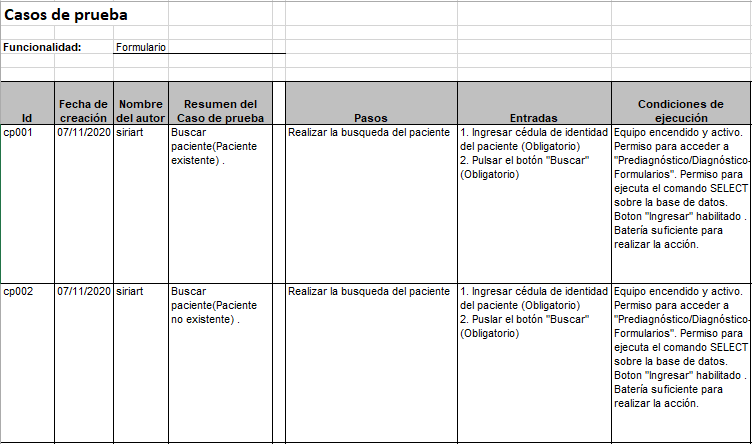 Casos de prueba
Funcionalidad: Formulario
Id
Fecha de
creación
Nombre
del autor
Resumen del
Caso de prueba
Pasos
Entradas
Condiciones de
ejecución
cp001
07/11/2020
siriart
Buscar
paciente(Paciente
existente) .
Realizar la busqueda del paciente
1. Ingresar cédula de identidad
del paciente (Obligatorio)
2. Pulsar el botón "Buscar"
(Obligatorio)
Equipo encendido y activo.
Permiso para acceder a
"Prediagnóstico/Diagnóstico-
Formularios". Permiso para
ejecuta el comando SELECT
sobre la base de datos.
Boton "Ingresar" habilitado .
Batería suficiente para
realizar la acción.
cp002
07/11/2020
siriart
Buscar
paciente(Paciente
no existente) .
Realizar la busqueda del paciente
1. Ingresar cédula de identidad
del paciente (Obligatorio)
2. Puslar el botón "Buscar"
(Obligatorio)
Equipo encendido y activo.
Permiso para acceder a
"Prediagnóstico/Diagnóstico-
Formularios". Permiso para
ejecuta el comando SELECT
sobre la base de datos.
Boton "Ingresar" habilitado .
Batería suficiente para
realizar la acción.